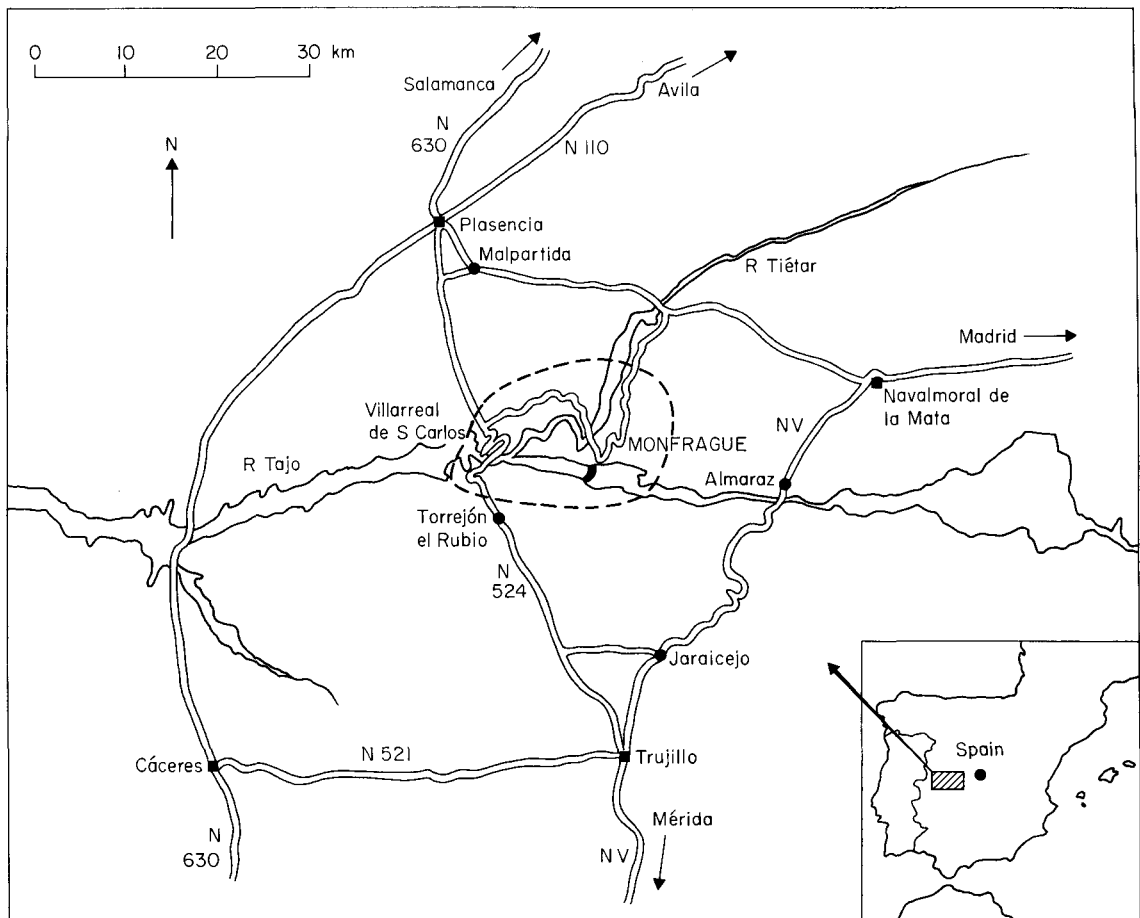 0 10 20 30 km
Salamanca
Avila
N
630
N 110
N
Plasencia
Malpartida
R Tiétar
Madrid
Villarreal
de S Carlos
Navalmoral de
la Mata
NV
MONFRAGUE
R Tajo
Almaraz
Torrejón
el Rubio
N
524
Jaraicejo
Spain
N 521
Trujillo
Cáceres
Mérida
N
630
NV